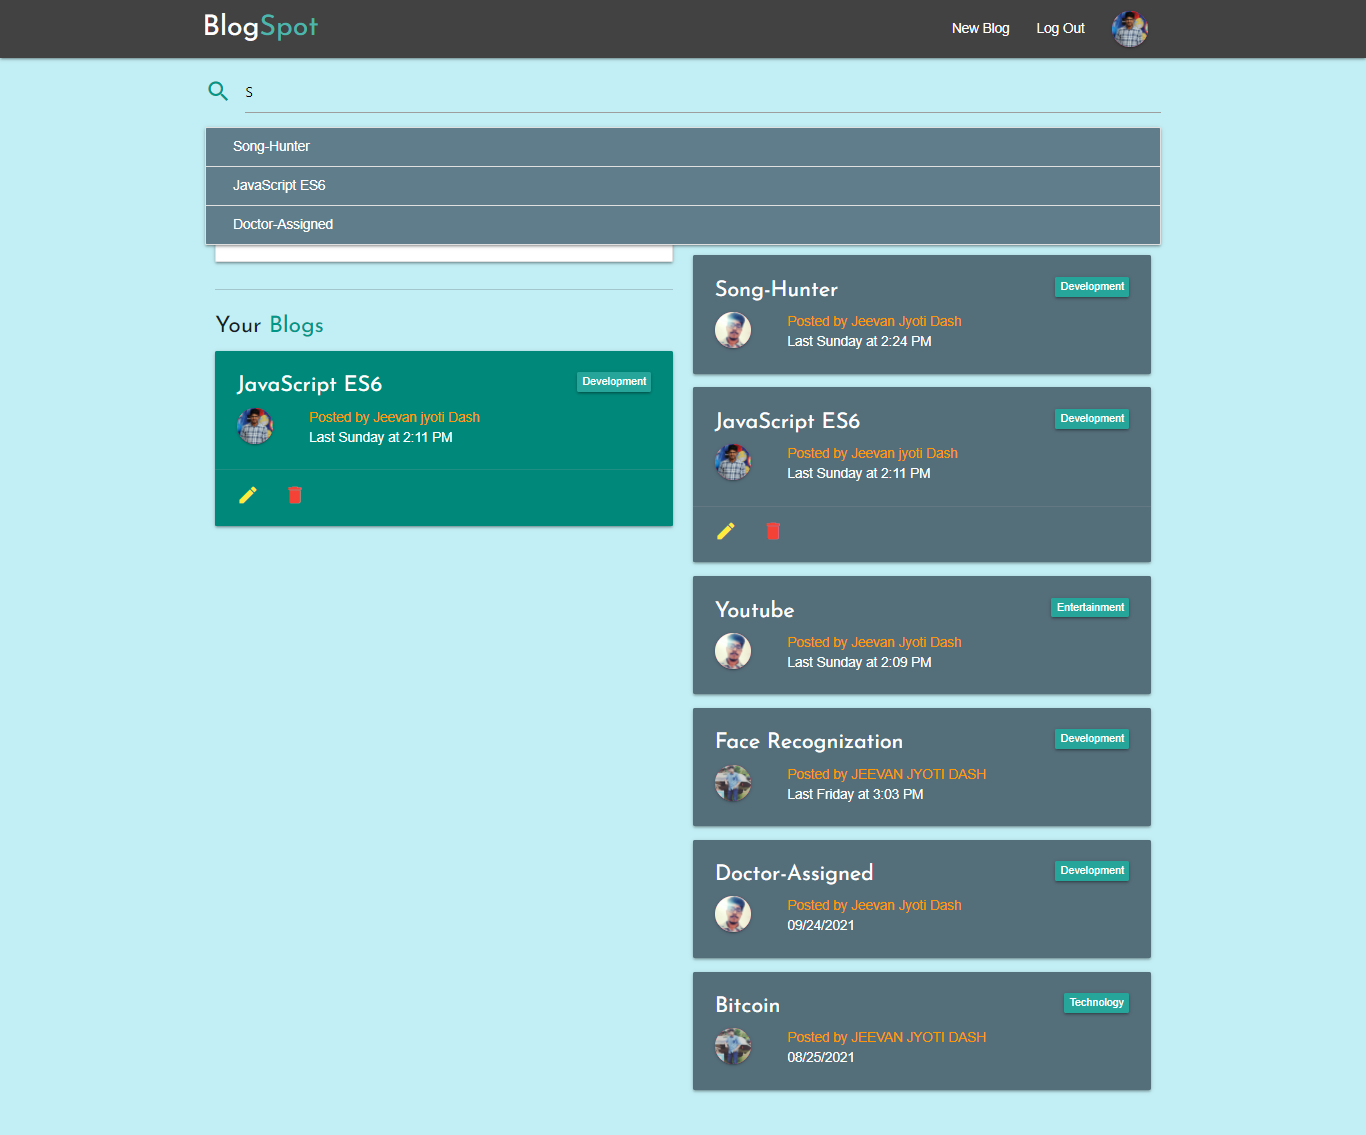 BlogSpot
New Blog
Log Out
S
Song-Hunter
JavaScript ES6
Doctor-Assigned
Your Blogs
JavaScript ES6
Development
Posted by Jeevan jyoti Dash
Last Sunday at 2:11 PM
Song-Hunter
Development
Posted by Jeevan Jyoti Dash
Last Sunday at 2:24 PM
JavaScript ES6
Development
Posted by Jeevan jyoti Dash
Last Sunday at 2:11 PM
Youtube
Entertainment
Posted by Jeevan Jyoti Dash
Last Sunday at 2:09 PM
Face Recognization
Development
Posted by JEEVAN JYOTI DASH
Last Friday at 3:03 PM
Doctor-Assigned
Development
Posted by Jeevan Jyoti Dash
09/24/2021
Bitcoin
Technology
Posted by JEEVAN JYOTI DASH
08/25/2021